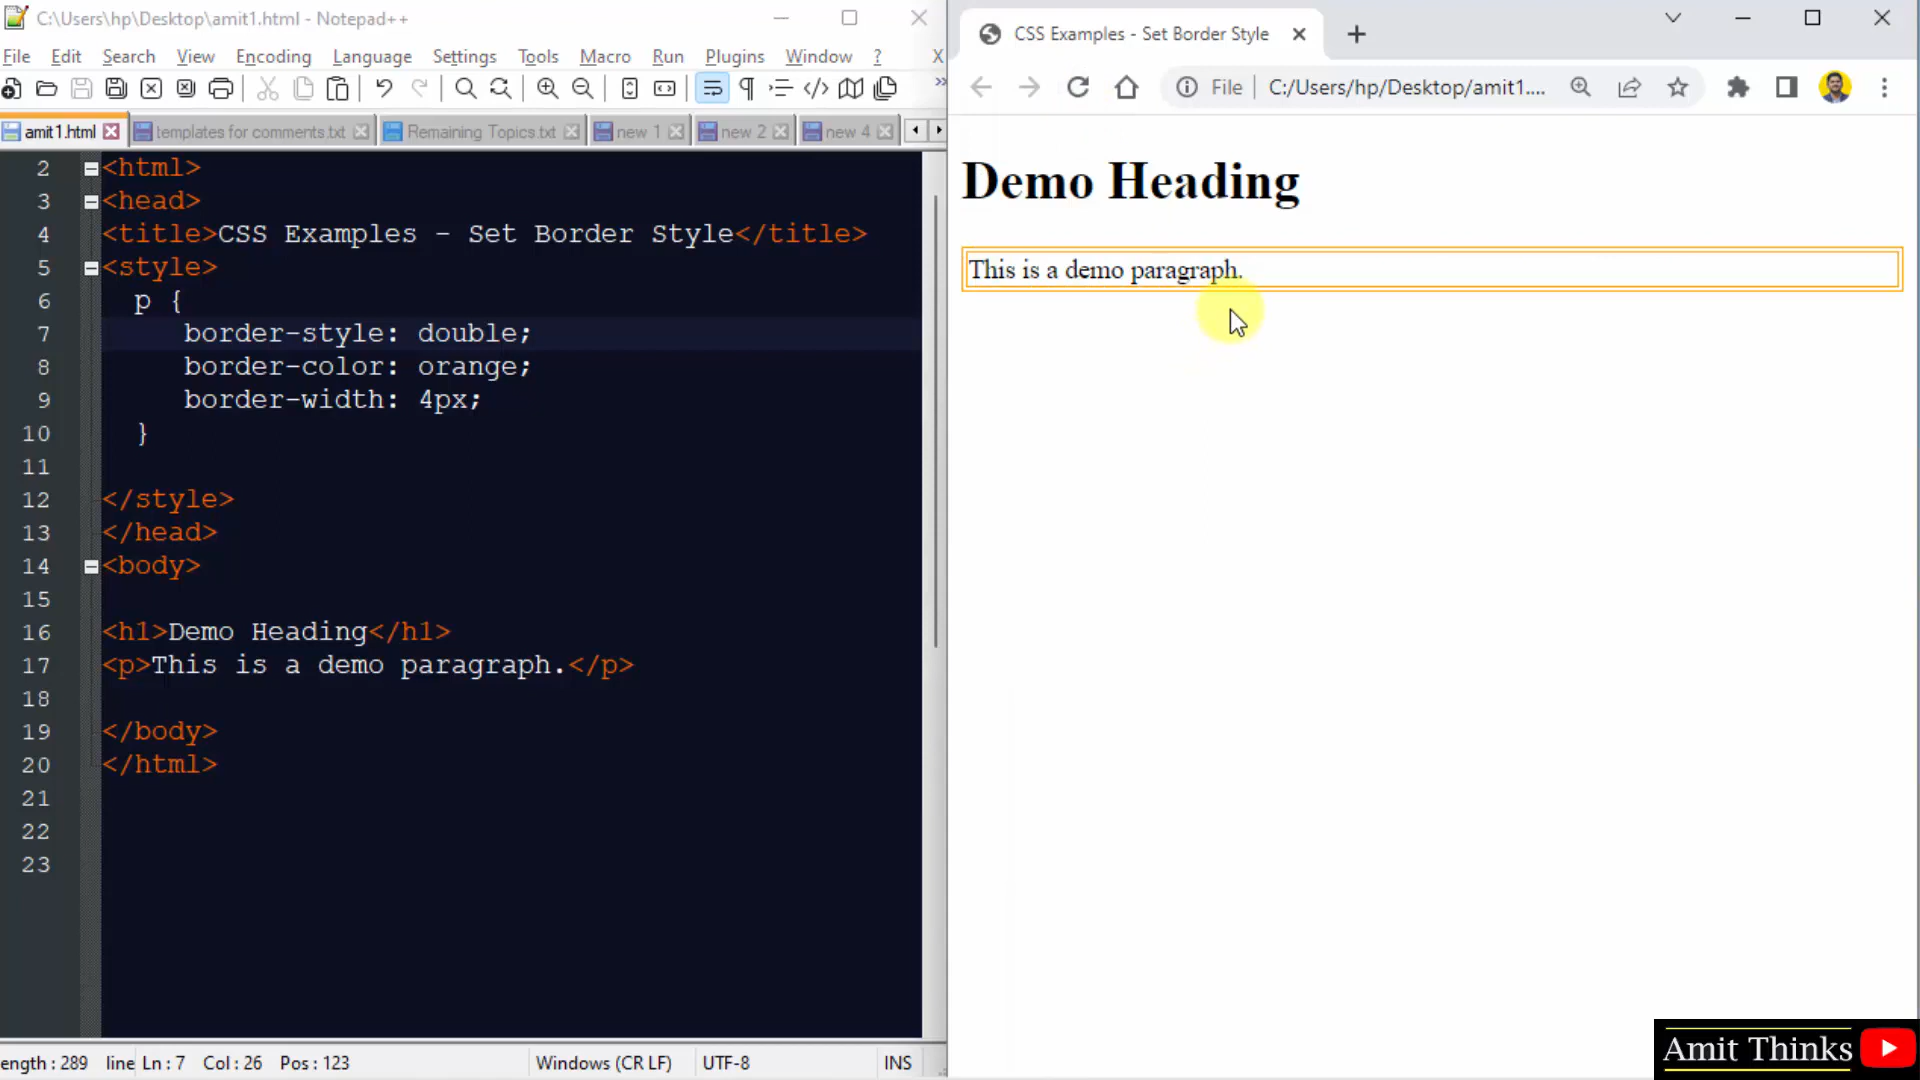 C:\Users\hp\Desktop\amit1.html - Notepad++
File Edit Search View Encoding Language Settings Tools Macro Run Plugins Window ? X
amit1.html templates for comments.txt Remaining Topics.txt new 1 new 2 new 4
2 <html>
3 <head>
4 <title>CSS Examples - Set Border Style</title>
5 <style>
6 p {
7 border-style: double;
8 border-color: orange;
9 border-width: 4px;
10 }
11
12 </style>
13 </head>
14 <body>
15
16 <h1>Demo Heading</h1>
17 <p>This is a demo paragraph.</p>
18
19 </body>
20 </html>
21
22
23
ength : 289 line Ln : 7 Col : 26 Pos : 123 Windows (CR LF) UTF-8 INS
CSS Examples - Set Border Style
File C:/Users/hp/Desktop/amit1....
Demo Heading
This is a demo paragraph.
Amit Thinks